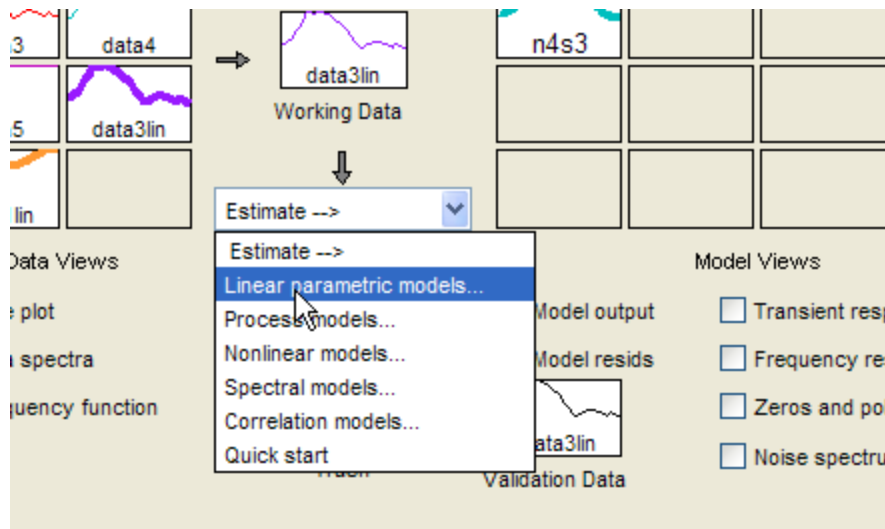 3
data4
data3lin
n4s3
5
data3lin
Working Data
lin
Estimate -->
Estimate -->
Linear parametric models...
Process models...
Nonlinear models...
Spectral models...
Correlation models...
Quick start
Data Views
plot
spectra
quency function
Model Views
Model output
Model resids
Transient resp
Frequency re
Zeros and pol
Noise spectru
ata3lin
Validation Data